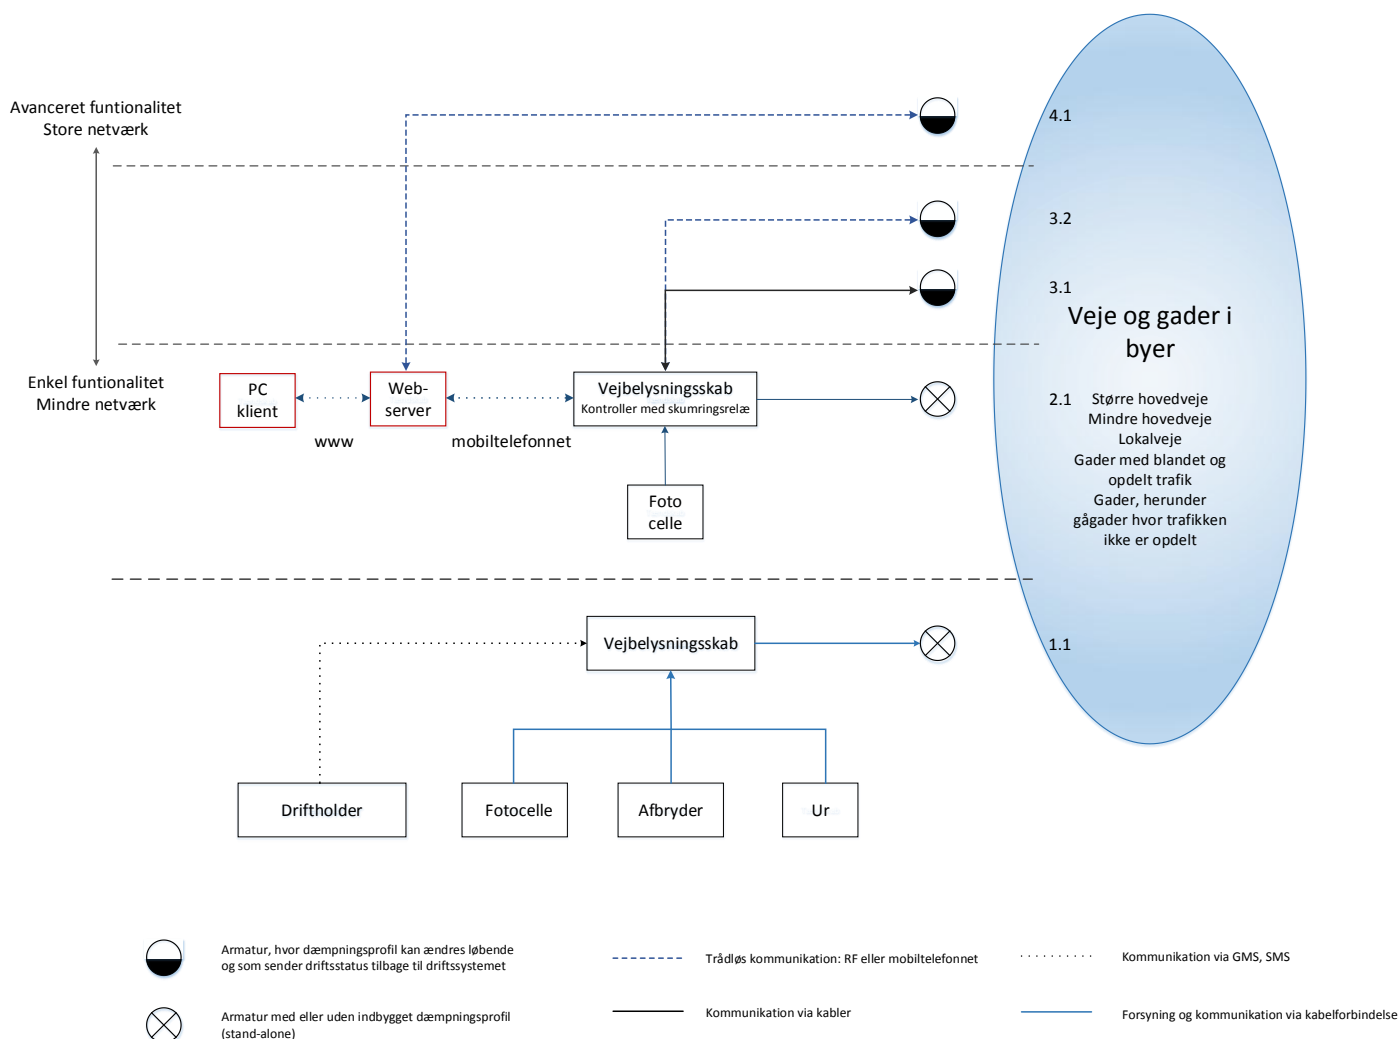 Avanceret funtionalitet
Store netværk
4.1
3.2
3.1
Veje og gader i
byer
Enkel funtionalitet
Mindre netværk
PC
klient
Web-
server
Vejbelysningsskab
Kontroller med skumringsrelæ
www
mobiltelefonnet
2.1
Større hovedveje
Mindre hovedveje
Lokalveje
Gader med blandet og
opdelt trafik
Gader, herunder
gågader hvor trafikken
ikke er opdelt
Foto
celle
Vejbelysningsskab
1.1
Driftholder
Fotocelle
Afbryder
Ur
Armatur, hvor dæmpningsprofil kan ændres løbende
og som sender driftsstatus tilbage til driftssystemet
Trådløs kommunikation: RF eller mobiltelefonnet
Kommunikation via GMS, SMS
Armatur med eller uden indbygget dæmpningsprofil
(stand-alone)
Kommunikation via kabler
Forsyning og kommunikation via kabelforbindelse